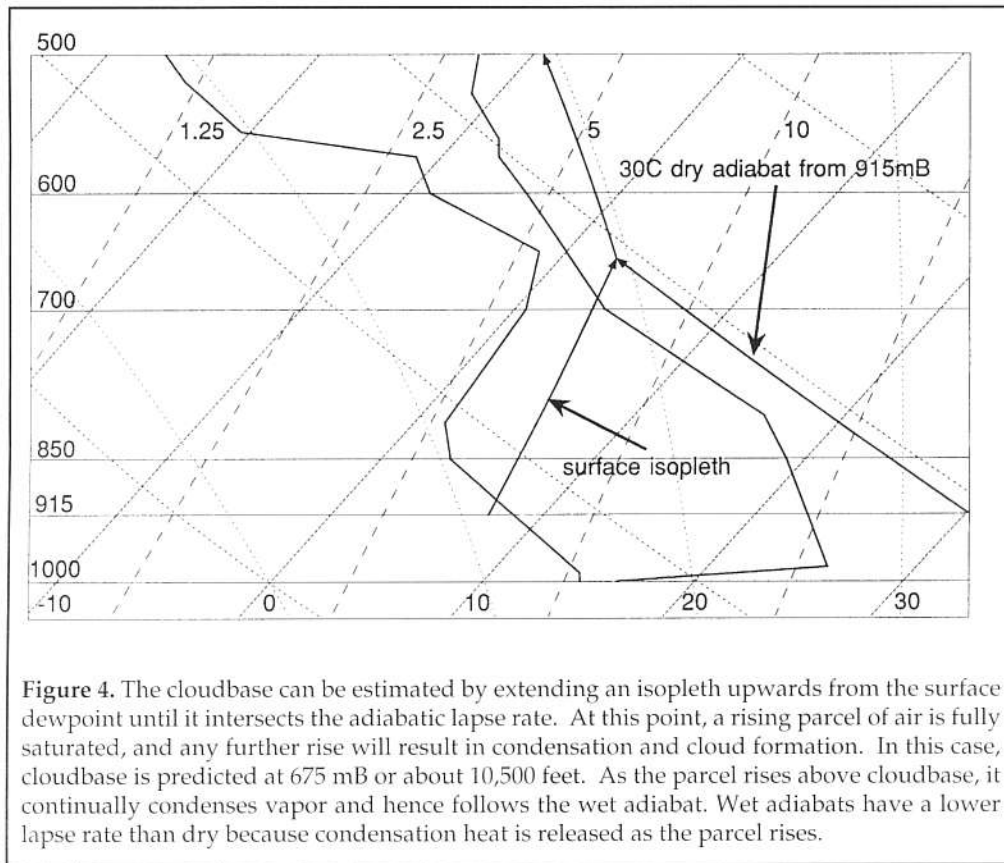 500
1.25 2.5 5 10
30C dry adiabat from 915mB
600
700
850
surface isopleth
915
1000
-10 0 10 20 30
Figure 4. The cloudbase can be estimated by extending an isopleth upwards from the surface
dewpoint until it intersects the adiabatic lapse rate. At this point, a rising parcel of air is fully
saturated, and any further rise will result in condensation and cloud formation. In this case,
cloudbase is predicted at 675 mB or about 10,500 feet. As the parcel rises above cloudbase, it
continually condenses vapor and hence follows the wet adiabat. Wet adiabats have a lower
lapse rate than dry because condensation heat is released as the parcel rises.